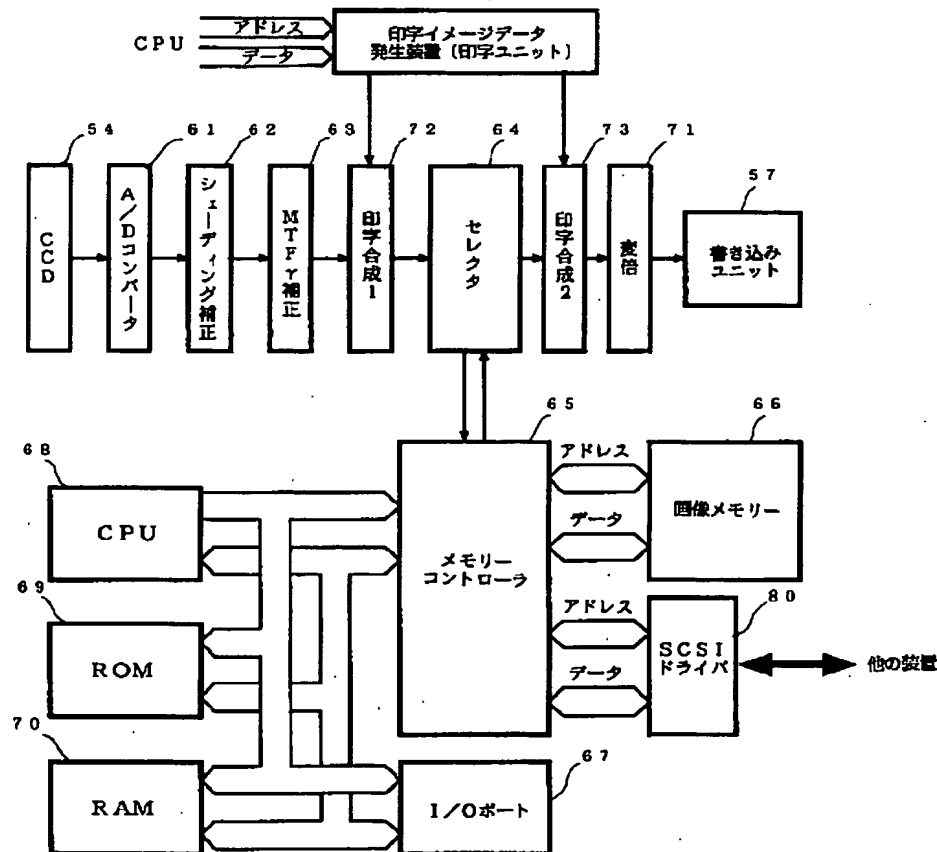 CPU
アドレス
データ
印字イメージデータ
発生装置(印字ユニット)
54
61
62
63
72
64
73
71
57
CCD
A/Dコンバータ
シェーディング補正
MTFγ補正
印字合成1
セレクタ
印字合成2
変倍
書き込み
ユニット
65
66
68
CPU
メモリー
コントローラ
アドレス
データ
画像メモリー
69
ROM
アドレス
データ
80
SCSI
ドライバ
他の装置
70
RAM
67
I/Oポート